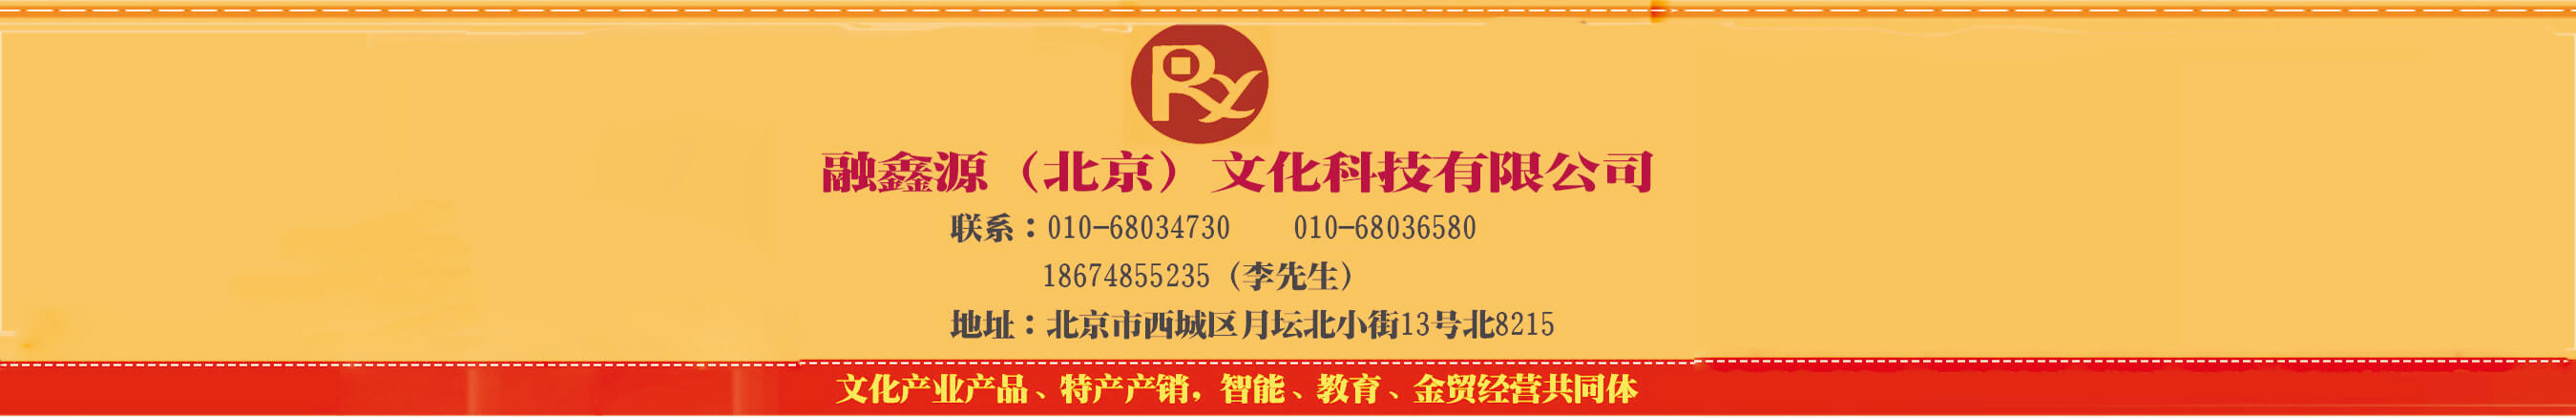 RY
融鑫源（北京）文化科技有限公司
联系：010-68034730 010-68036580
18674855235（李先生）
地址：北京市西城区月坛北小街13号北8215
文化产业产品、特产产销，智能、教育、金贸经营共同体